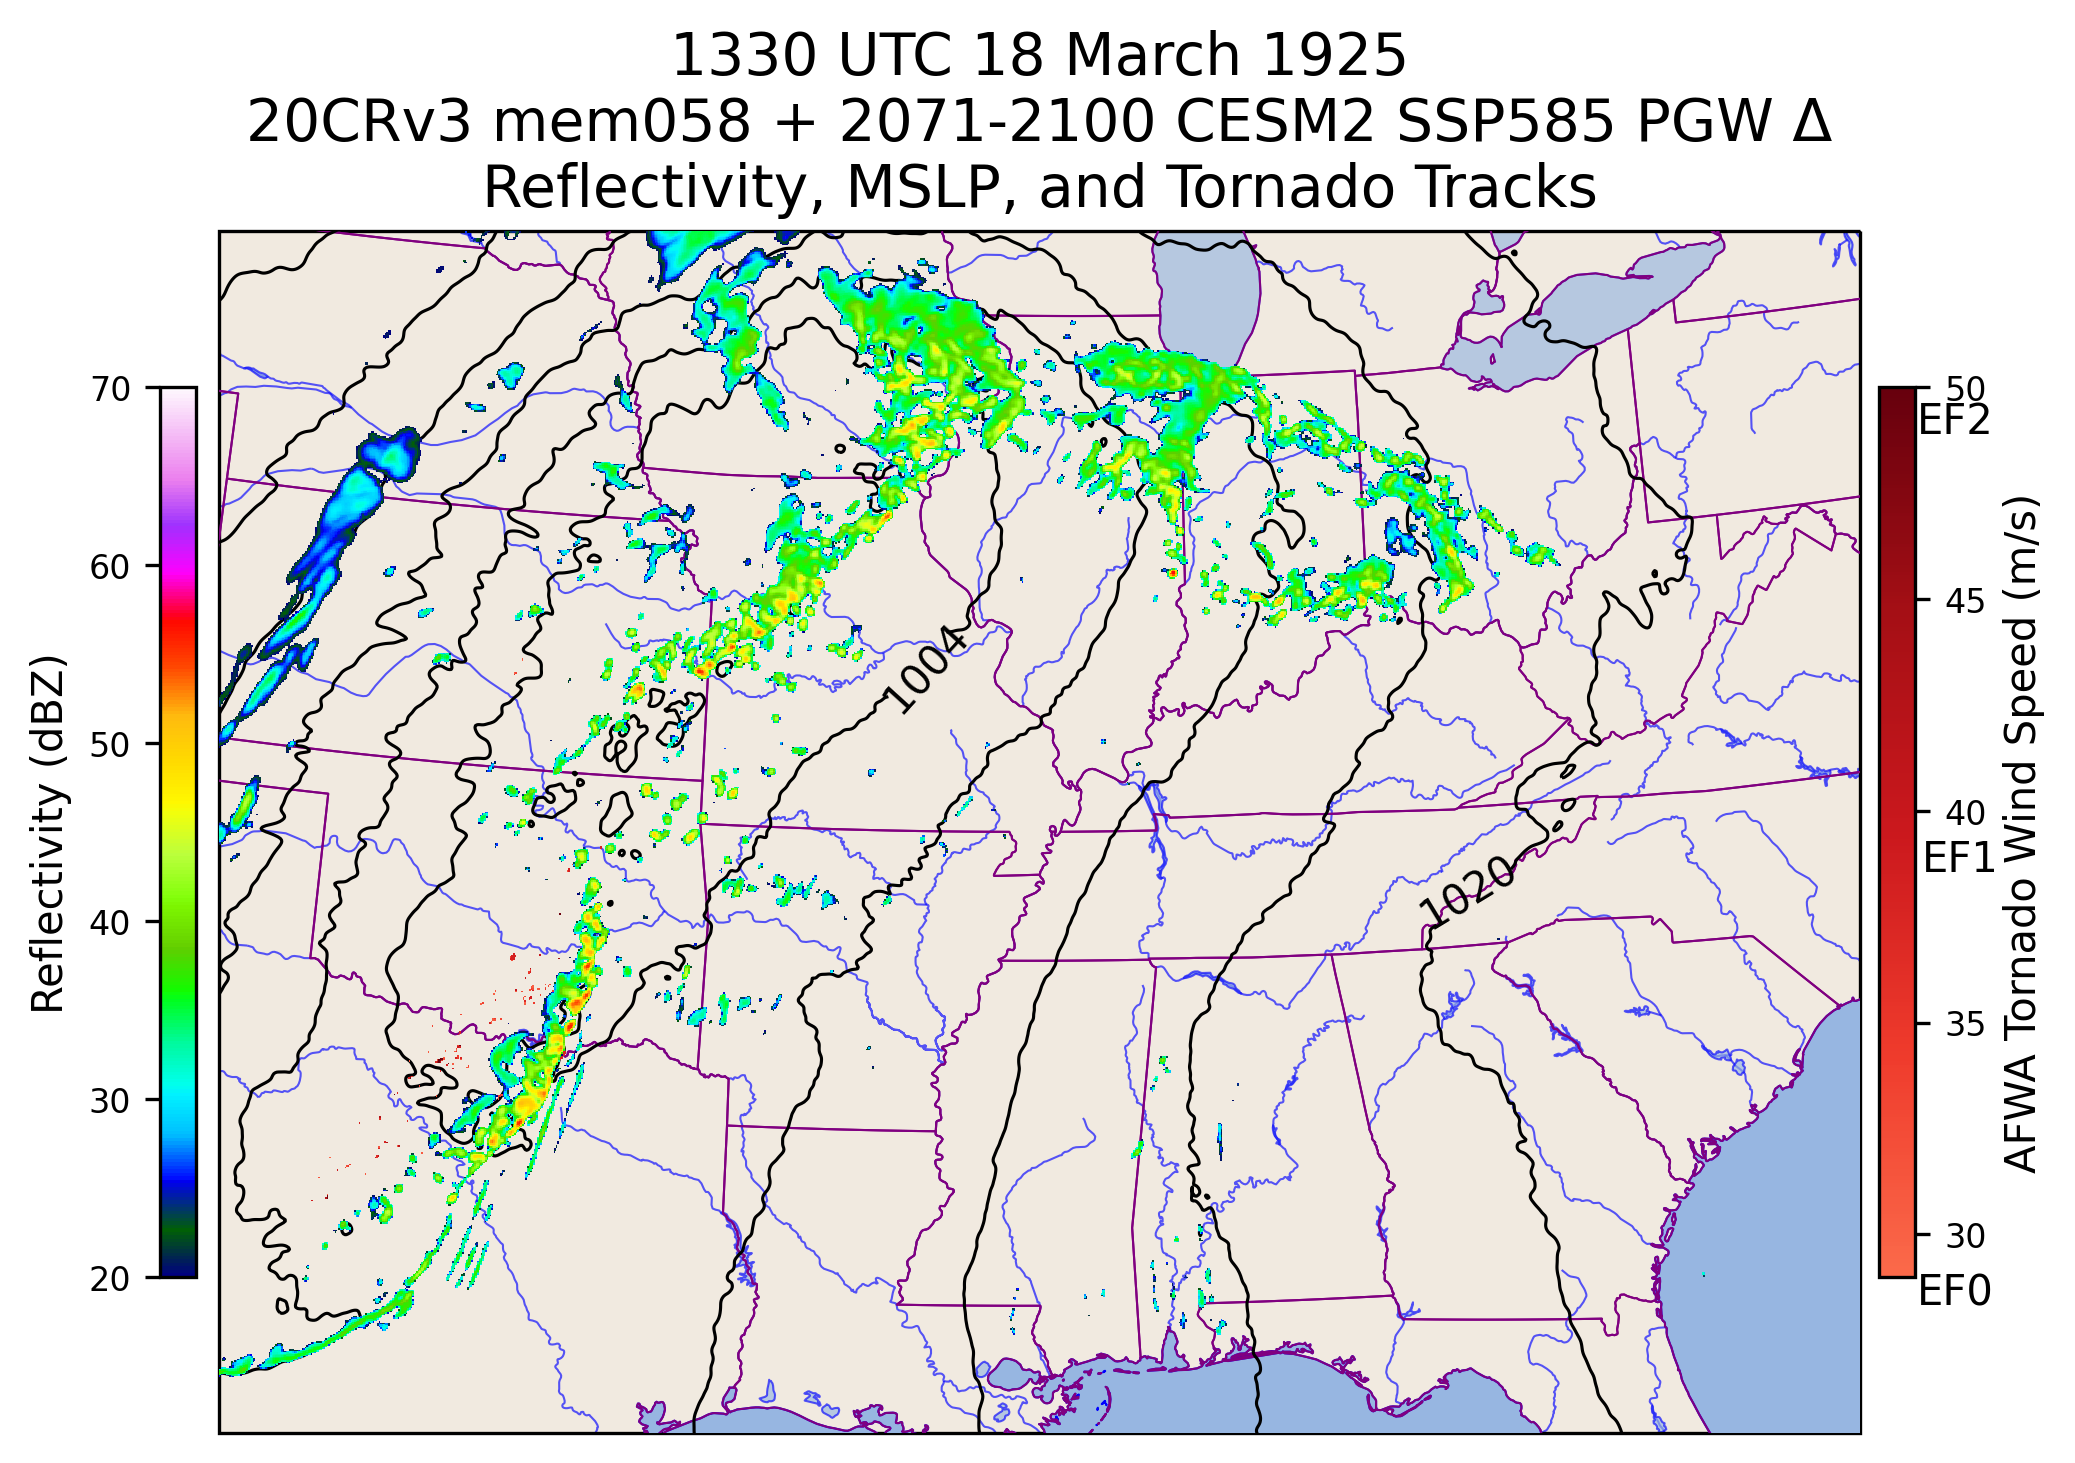 1330 UTC 18 March 1925
20CRv3 mem058 + 2071-2100 CESM2 SSP585 PGW Δ
Reflectivity, MSLP, and Tornado Tracks
Reflectivity (dBZ)
70
60
50
40
30
20
1004
1020
50
EF2
45
40
EF1
35
30
EF0
AFWA Tornado Wind Speed (m/s)